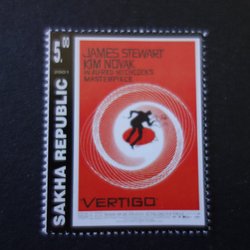 5.00
2001
SAKHA REPUBLIC
JAMES STEWART
KIM NOVAK
IN ALFRED HITCHCOCK'S
MASTERPIECE
VERTIGO